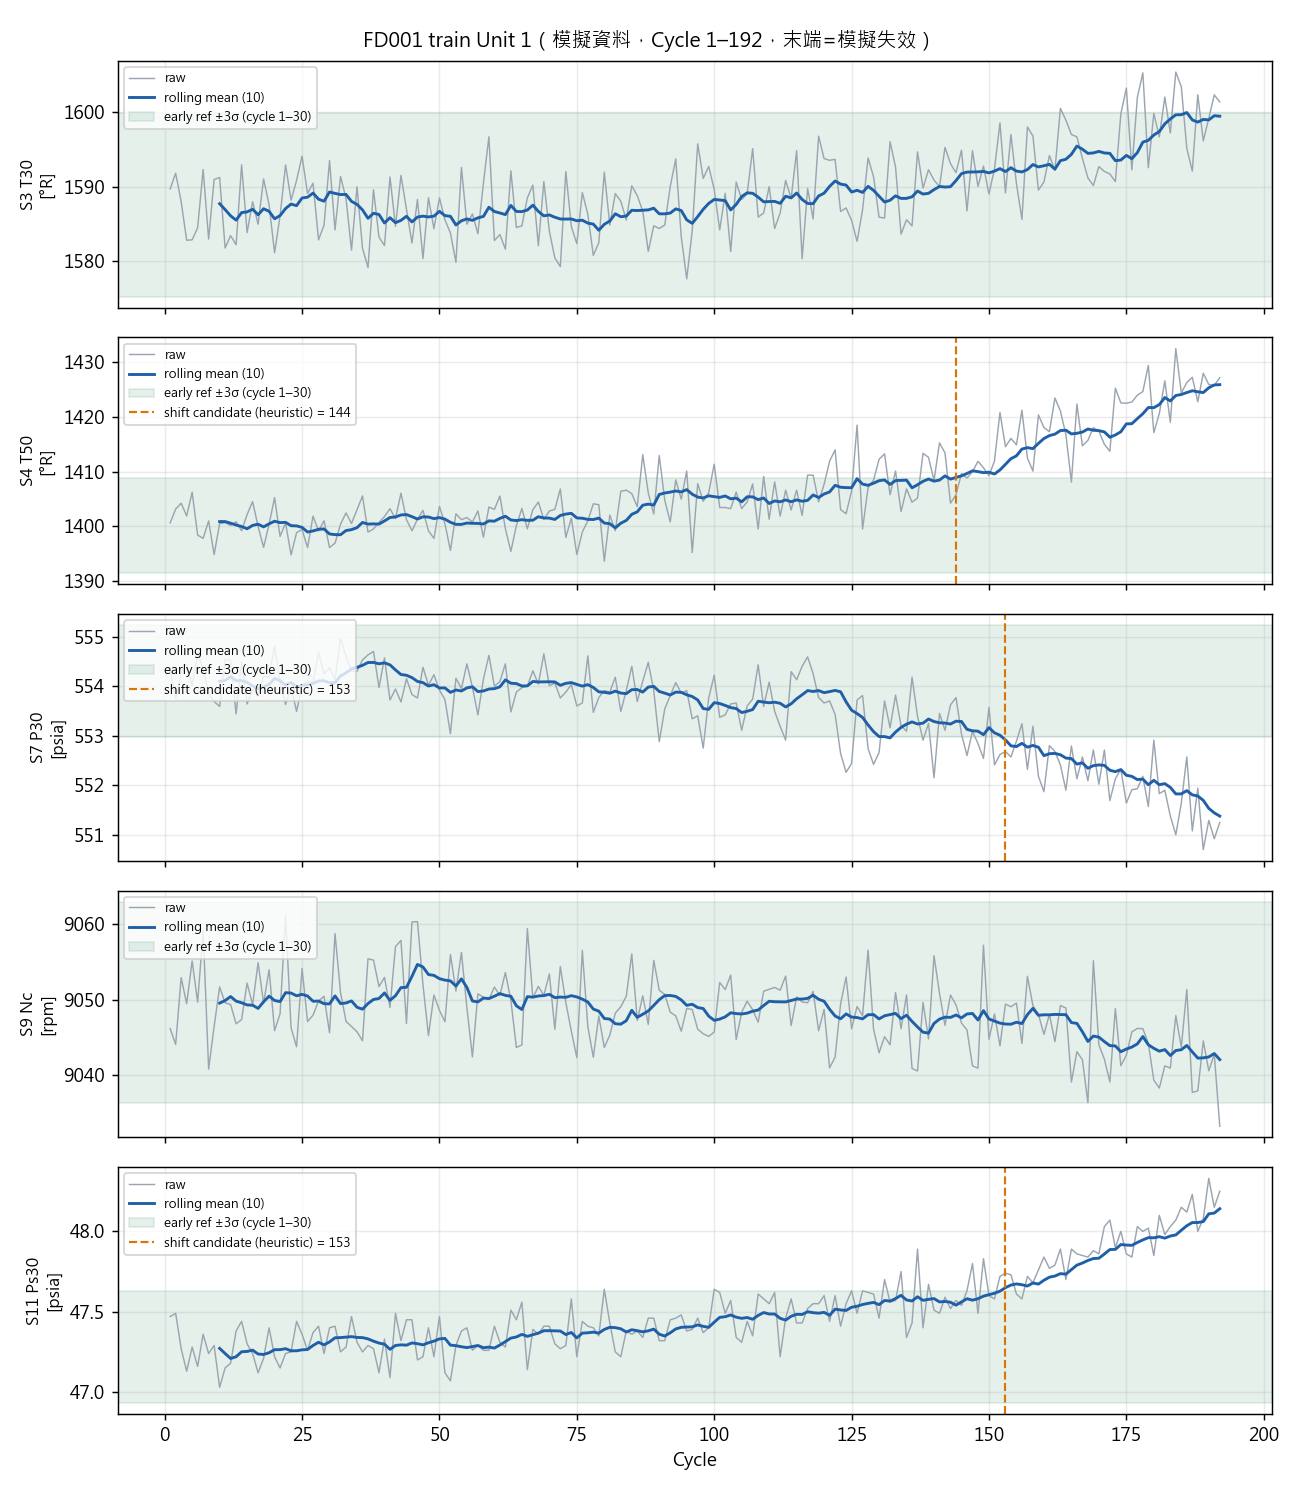 FD001 train Unit 1（模擬資料．Cycle 1–192．末端=模擬失效）
raw
rolling mean (10)
early ref ±3σ (cycle 1–30)
S3 T30
[°R]
1600
1590
1580
raw
rolling mean (10)
early ref ±3σ (cycle 1–30)
shift candidate (heuristic) = 144
S4 T50
[°R]
1430
1420
1410
1400
1390
raw
rolling mean (10)
early ref ±3σ (cycle 1–30)
shift candidate (heuristic) = 153
S7 P30
[psia]
555
554
553
552
551
raw
rolling mean (10)
early ref ±3σ (cycle 1–30)
S9 Nc
[rpm]
9060
9050
9040
raw
rolling mean (10)
early ref ±3σ (cycle 1–30)
shift candidate (heuristic) = 153
S11 Ps30
[psia]
48.0
47.5
47.0
0 25 50 75 100 125 150 175 200
Cycle